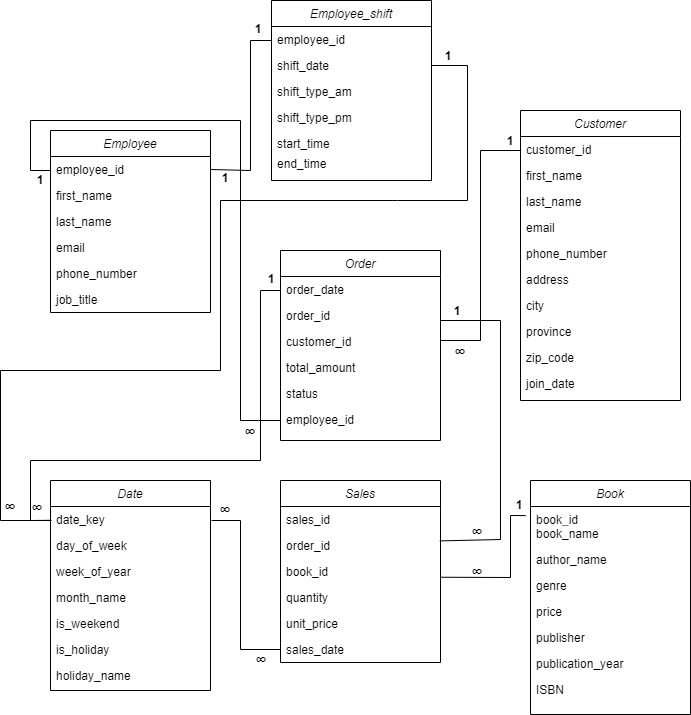 Employee_shift
employee_id
shift_date
shift_type_am
shift_type_pm
start_time
end_time
1
1
Employee
employee_id
first_name
last_name
email
phone_number
job_title
1
1
Customer
customer_id
first_name
last_name
email
phone_number
address
city
province
zip_code
join_date
1
Order
order_date
order_id
customer_id
total_amount
status
employee_id
1
1
∞
∞
Date
date_key
day_of_week
week_of_year
month_name
is_weekend
is_holiday
holiday_name
∞
∞
∞
Sales
sales_id
order_id
book_id
quantity
unit_price
sales_date
∞
∞
∞
Book
book_id
book_name
author_name
genre
price
publisher
publication_year
ISBN
1